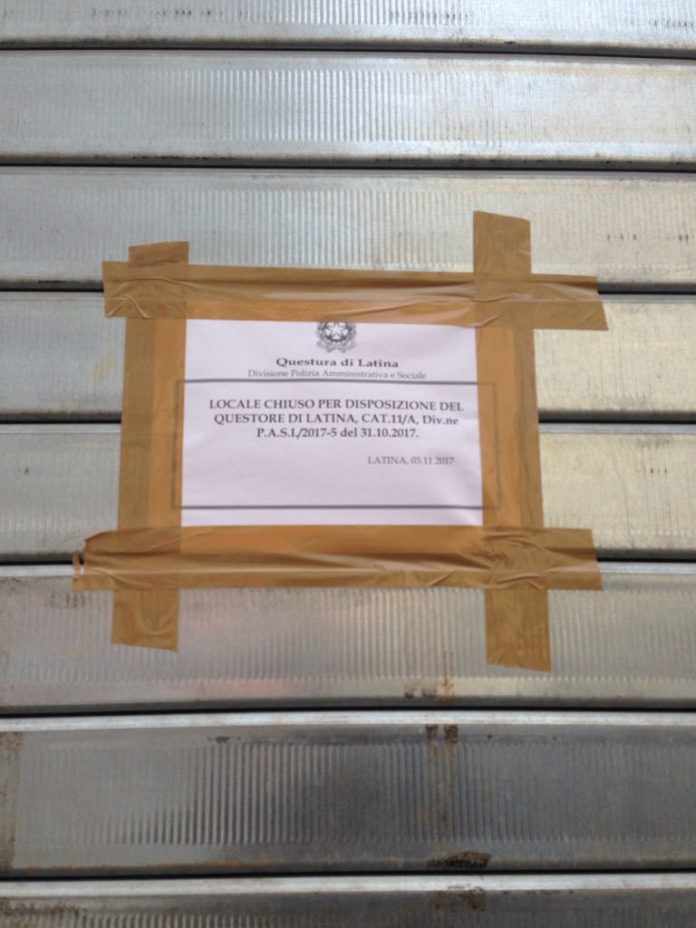 Questura di Latina
Divisione Polizia Amministrativa e Sociale
LOCALE CHIUSO PER DISPOSIZIONE DEL
QUESTORE DI LATINA, CAT.11/A, Div.ne
P.A.S.I./2017-5 del 31.10.2017.
LATINA, 03.11.2017